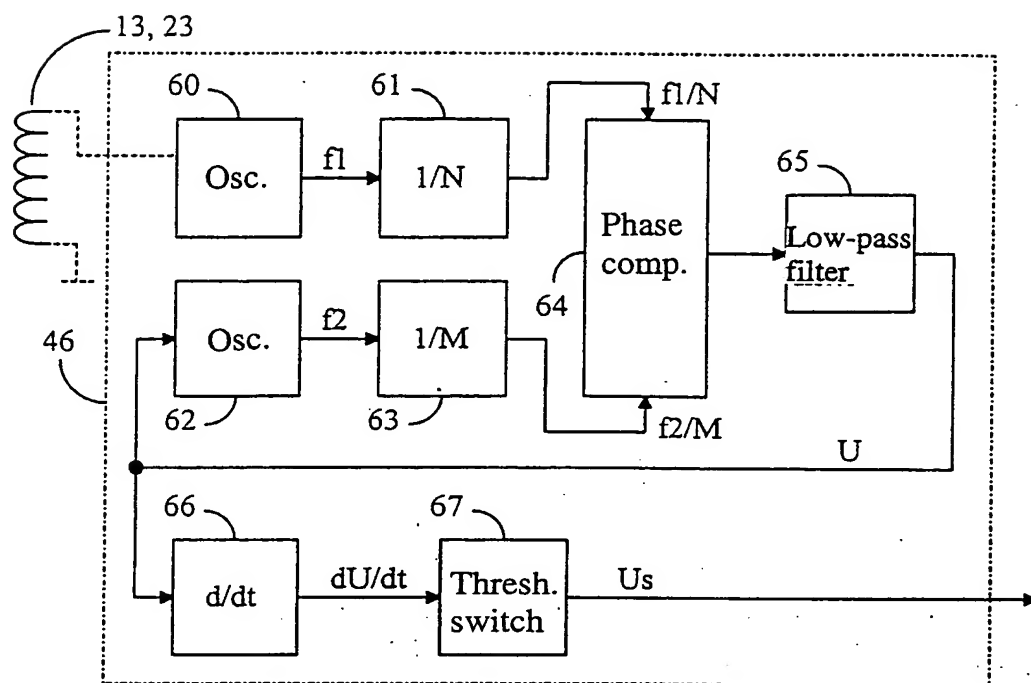 13, 23
60
61
f1/N
Osc.
f1
1/N
65
Phase
comp.
Low-pass
filter
64
46
Osc.
f2
1/M
62
63
f2/M
U
66
67
d/dt
dU/dt
Thresh.
switch
Us